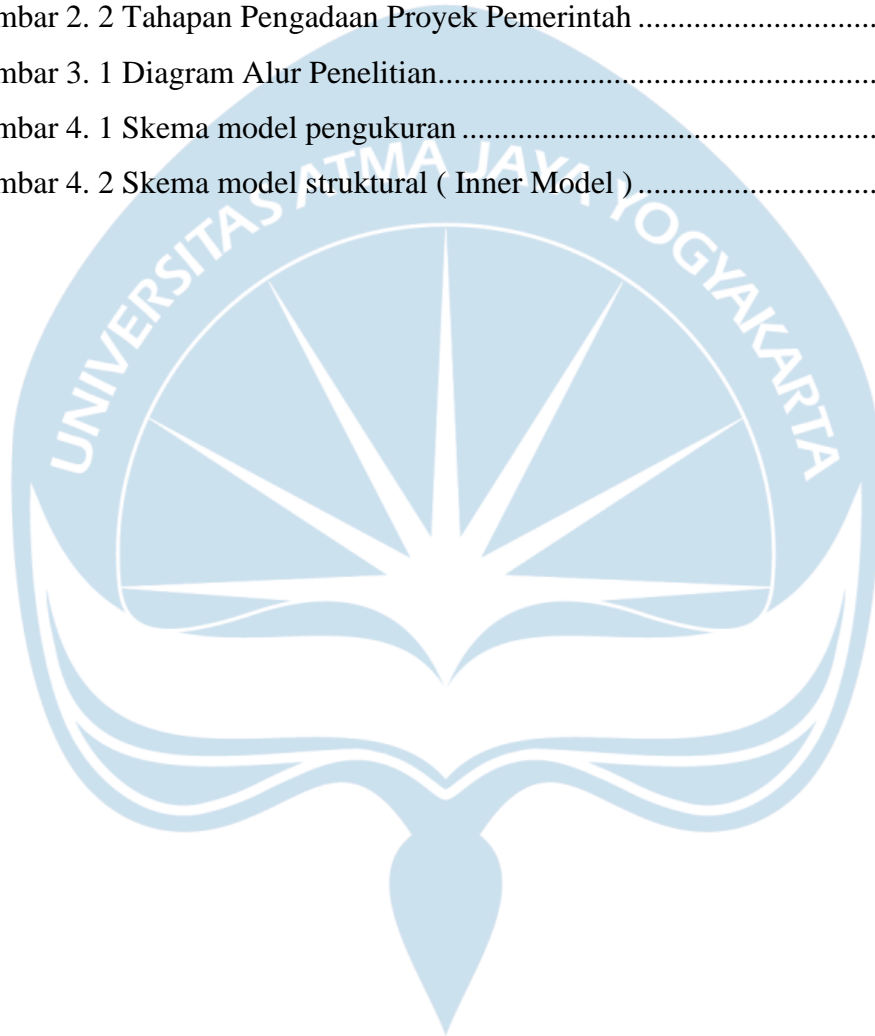 mbar 2. 2 Tahapan Pengadaan Proyek Pemerintah ..............................
mbar 3. 1 Diagram Alur Penelitian.......................................................
mbar 4. 1 Skema model pengukuran ....................................................
mbar 4. 2 Skema model struktural ( Inner Model ) ..............................
UNIVERSITAS ATMA JAYA YOGYAKARTA